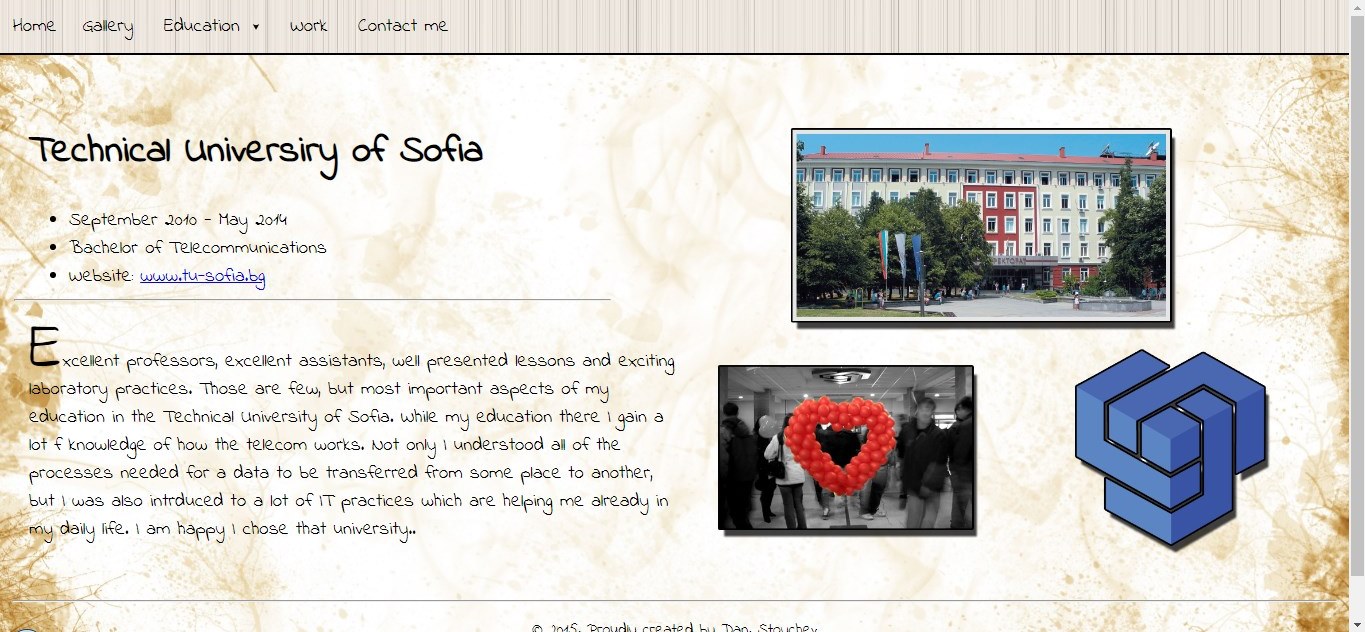 Home Gallery Education Work Contact me
Technical Universiry of Sofia
September 2010 - May 2014
Bachelor of Telecommunications
Website: www.tu-sofia.bg
Excellent professors, excellent assistants, well presented lessons and exciting
laboratory practices. Those are few, but most important aspects of my
education in the Technical University of Sofia. While my education there I gain a
lot f knowledge of how the telecom works. Not only I understood all of the
processes needed for a data to be transferred from some place to another,
but I was also intrduced to a lot of IT practices which are helping me already in
my daily life. I am happy I chose that university..
© 2015. Proudly created by Dan. Stoychev